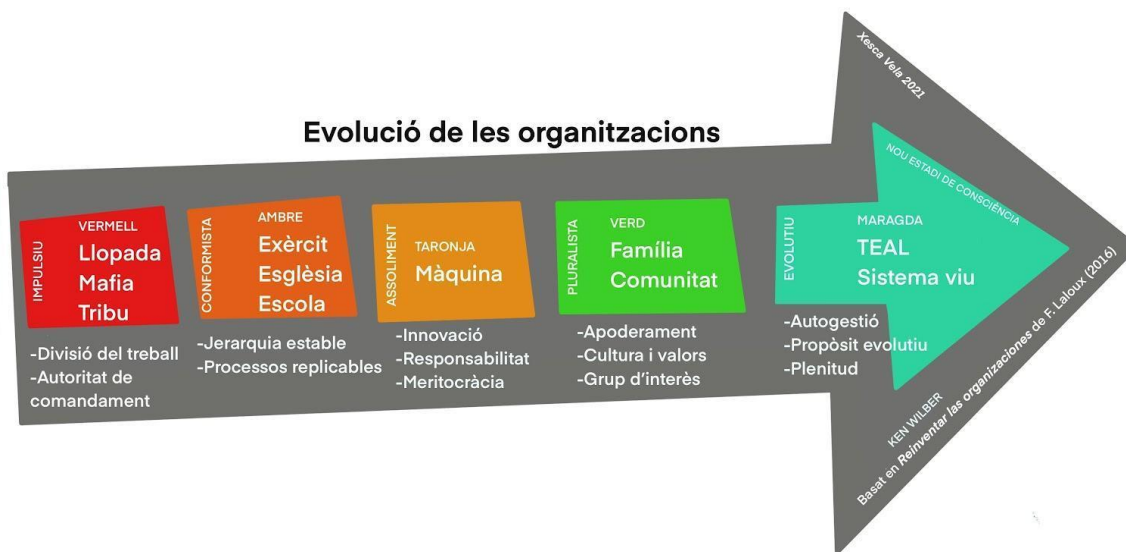 Evolució de les organitzacions
IMPULSIU
VERMELL
Llopada
Mafia
Tribu
-Divisió del treball
-Autoritat de
comandament
CONFORMISTA
AMBRE
Exèrcit
Esglèsia
Escola
-Jerarquia estable
-Processos replicables
ASSOLIMENT
TARONJA
Màquina
-Innovació
-Responsabilitat
-Meritocràcia
PLURALISTA
VERD
Família
Comunitat
-Apoderament
-Cultura i valors
-Grup d'interès
EVOLUTIU
MARAGDA
TEAL
Sistema viu
-Autogestió
-Propòsit evolutiu
-Plenitud
NOU ESTADI DE CONSCIÈNCIA
Xesca Vela 2021
KEN WILBER
Basat en Reinventar las organizaciones de F. Laloux (2016)